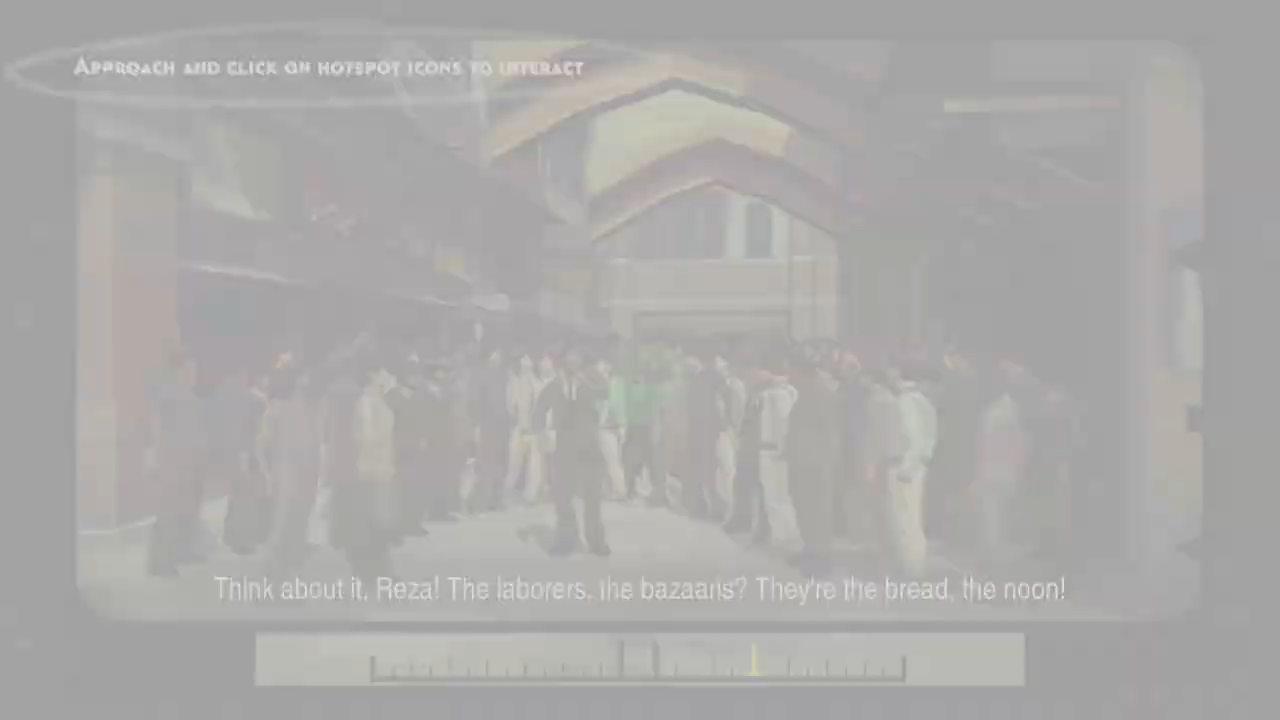 APPROACH AND CLICK ON HOTSPOT ICONS TO INTERACT
Think about it, Reza! The laborers, the bazaaris? They're the bread, the noon!